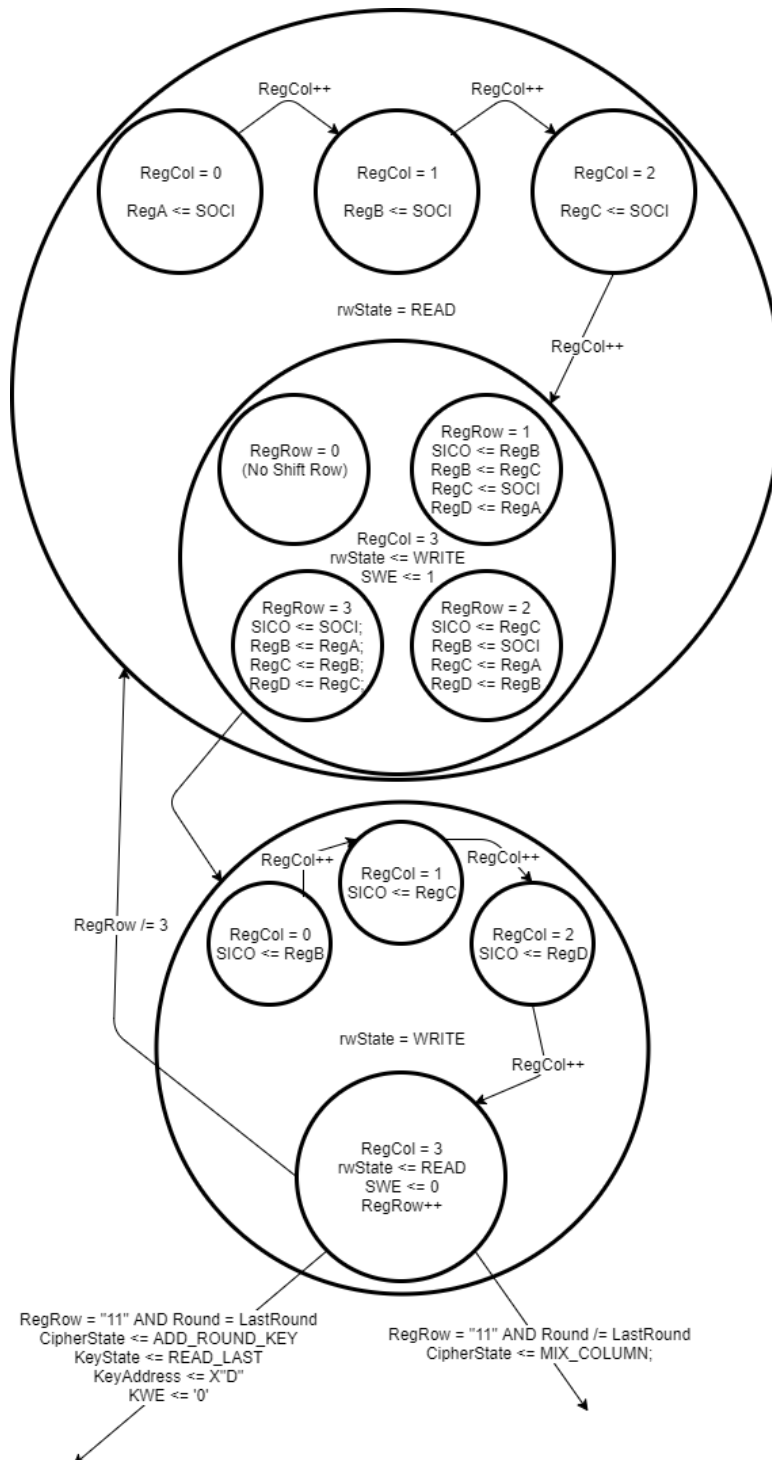 RegCol++
RegCol++
RegCol = 0
RegA <= SOCI
RegCol = 1
RegB <= SOCI
RegCol = 2
RegC <= SOCI
rwState = READ
RegCol++
RegRow = 0
(No Shift Row)
RegRow = 1
SICO <= RegB
RegB <= RegC
RegC <= SOCI
RegD <= RegA
RegCol = 3
rwState <= WRITE
SWE <= 1
RegRow = 3
SICO <= SOCI;
RegB <= RegA;
RegC <= RegB;
RegD <= RegC;
RegRow = 2
SICO <= RegC
RegB <= SOCI
RegC <= RegA
RegD <= RegB
RegCol++
RegCol++
RegCol = 1
SICO <= RegC
RegRow /= 3
RegCol = 0
SICO <= RegB
RegCol = 2
SICO <= RegD
rwState = WRITE
RegCol++
RegCol = 3
rwState <= READ
SWE <= 0
RegRow++
RegRow = "11" AND Round = LastRound
CipherState <= ADD_ROUND_KEY
KeyState <= READ_LAST
KeyAddress <= X"D"
KWE <= '0'
RegRow = "11" AND Round /= LastRound
CipherState <= MIX_COLUMN;